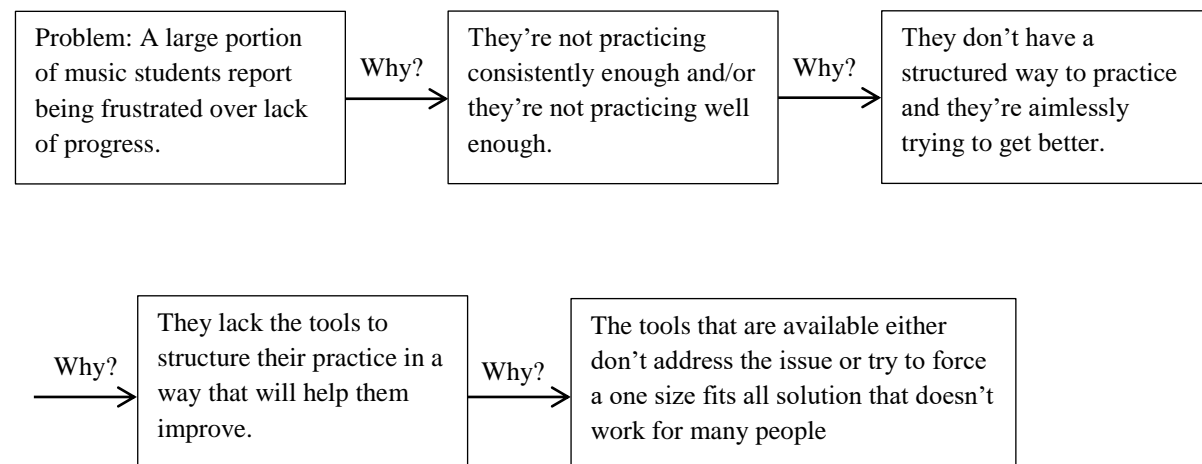 Problem: A large portion
of music students report
being frustrated over lack
of progress.
Why?
They’re not practicing
consistently enough and/or
they’re not practicing well
enough.
Why?
They don’t have a
structured way to practice
and they’re aimlessly
trying to get better.
Why?
They lack the tools to
structure their practice in a
way that will help them
improve.
Why?
The tools that are available either
don’t address the issue or try to force
a one size fits all solution that doesn’t
work for many people